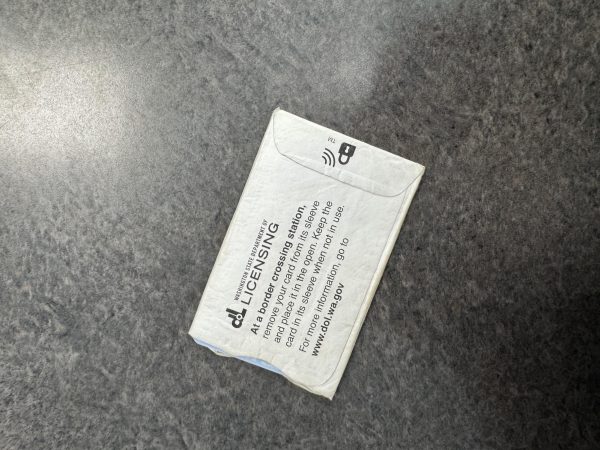 TM
WASHINGTON STATE DEPARTMENT OF
dol LICENSING
At a border crossing station,
remove your card from its sleeve
and place it in the open. Keep the
card in its sleeve when not in use.
For more information, go to
www.dol.wa.gov